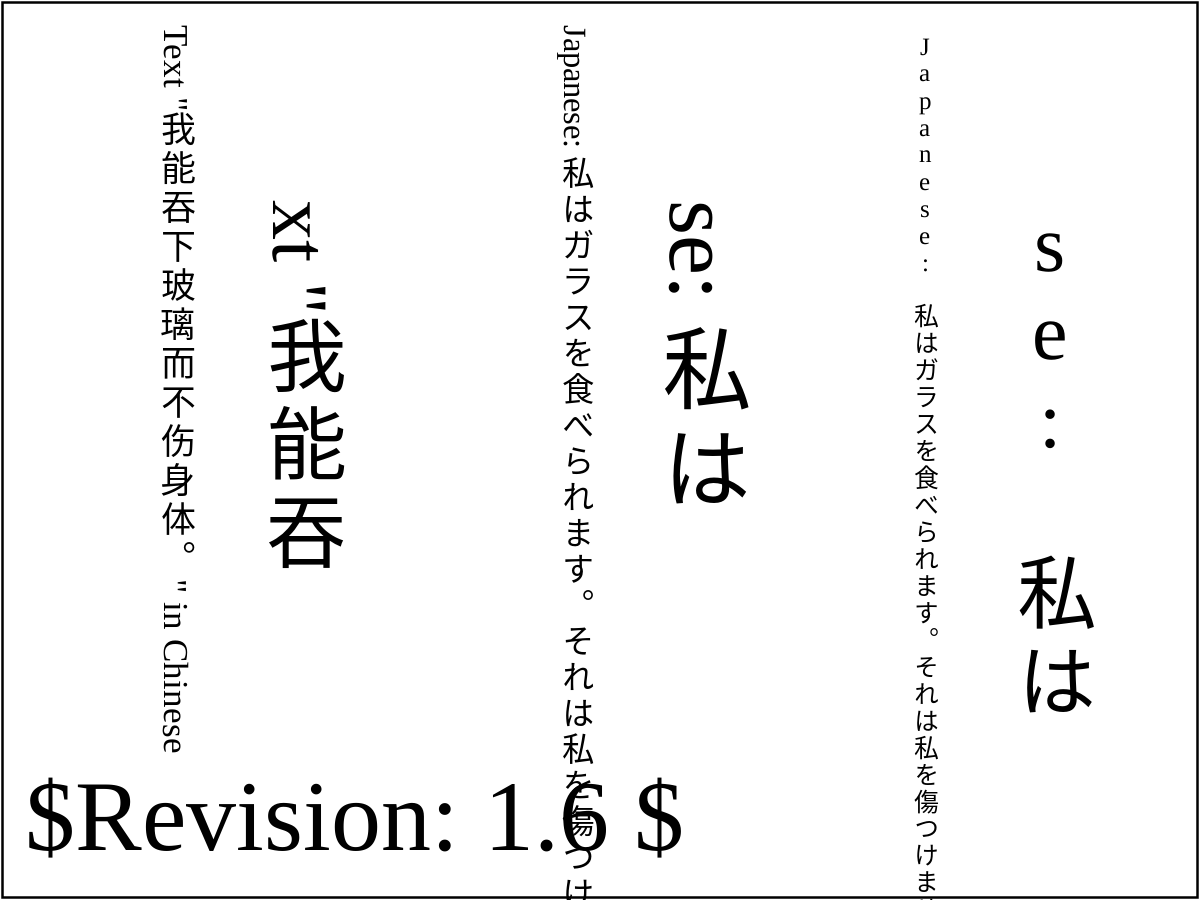 Text "我能吞下玻璃而不伤身体。" in Chinese
xt "我能吞
Japanese: 私はガラスを食べられます。それは私を傷つけ
se: 私は
Japanese: 私はガラスを食べられます。それは私を傷つけま
se: 私は
$Revision: 1.6 $